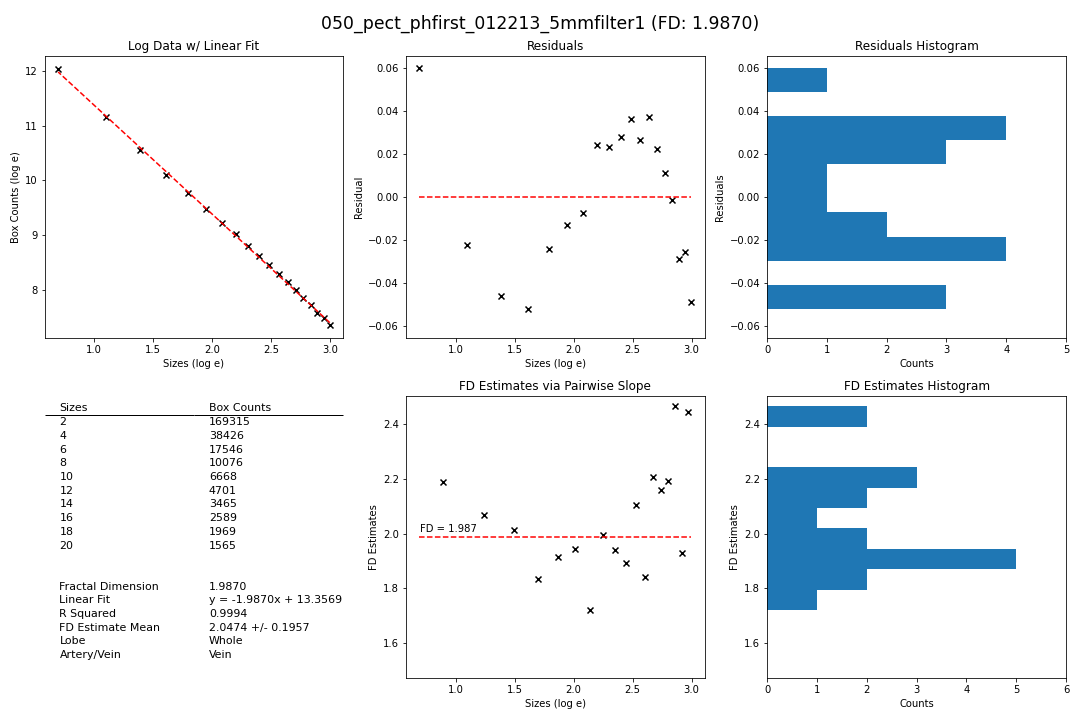 050_pect_phfirst_012213_5mmfilter1 (FD: 1.9870)
Log Data w/ Linear Fit
Box Counts (log e)
12
11
10
9
8
1.0 1.5 2.0 2.5 3.0
Sizes (log e)
Residuals
Residual
0.06
0.04
0.02
0.00
−0.02
−0.04
−0.06
1.0 1.5 2.0 2.5 3.0
Sizes (log e)
Residuals Histogram
Residuals
0.06
0.04
0.02
0.00
−0.02
−0.04
−0.06
0 1 2 3 4 5
Counts
Sizes Box Counts
2 169315
4 38426
6 17546
8 10076
10 6668
12 4701
14 3465
16 2589
18 1969
20 1565
Fractal Dimension 1.9870
Linear Fit y = -1.9870x + 13.3569
R Squared 0.9994
FD Estimate Mean 2.0474 +/- 0.1957
Lobe Whole
Artery/Vein Vein
FD Estimates via Pairwise Slope
FD Estimates
2.4
2.2
2.0
1.8
1.6
FD = 1.987
1.0 1.5 2.0 2.5 3.0
Sizes (log e)
FD Estimates Histogram
FD Estimates
2.4
2.2
2.0
1.8
1.6
0 1 2 3 4 5 6
Counts